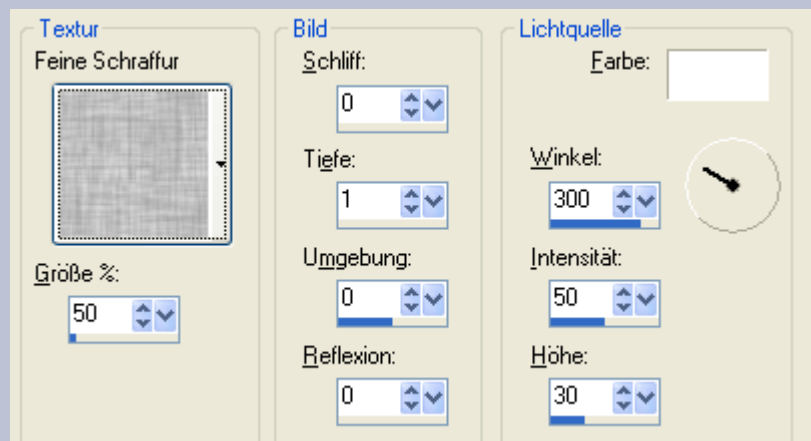 Textur
Feine Schraffur
Größe %:
50
Bild
Schliff:
0
Tiefe:
1
Umgebung:
0
Reflexion:
0
Lichtquelle
Farbe:
Winkel:
300
Intensität:
50
Höhe:
30